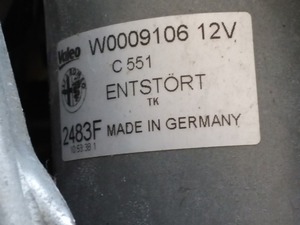 Valeo W0009106 12V
C 551
ENTSTÖRT
TK
2483F MADE IN GERMANY